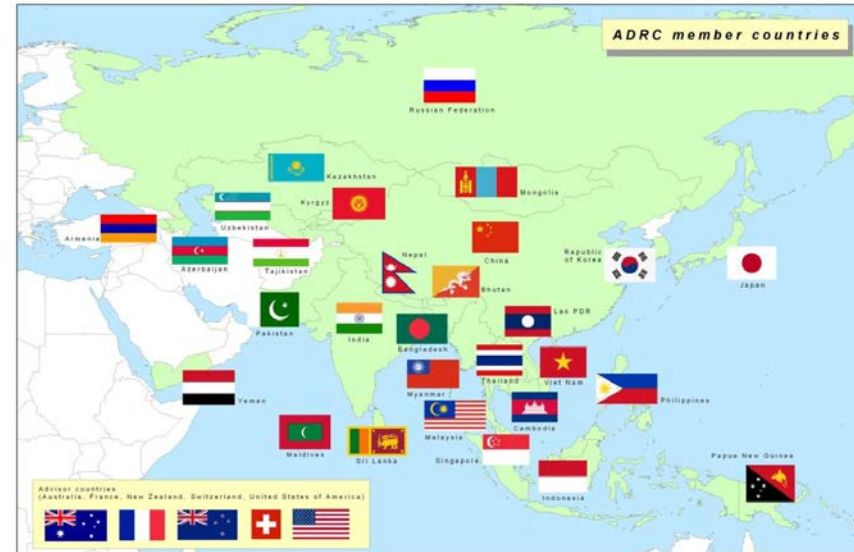 ADRC member countries
Russian Federation
Kazakhstan
Mongolia
Kyrgyz
Uzbekistan
Armenia
Azerbaijan
Tajikistan
Nepal
China
Bhutan
Republic
of Korea
Japan
Pakistan
India
Bangladesh
Lao PDR
Myanmar
Thailand
Viet Nam
Yemen
Philippines
Maldives
Sri Lanka
Malaysia
Cambodia
Singapore
Indonesia
Papua New Guinea
Advisor countries
(Australia, France, New Zealand, Switzerland, United States of America)